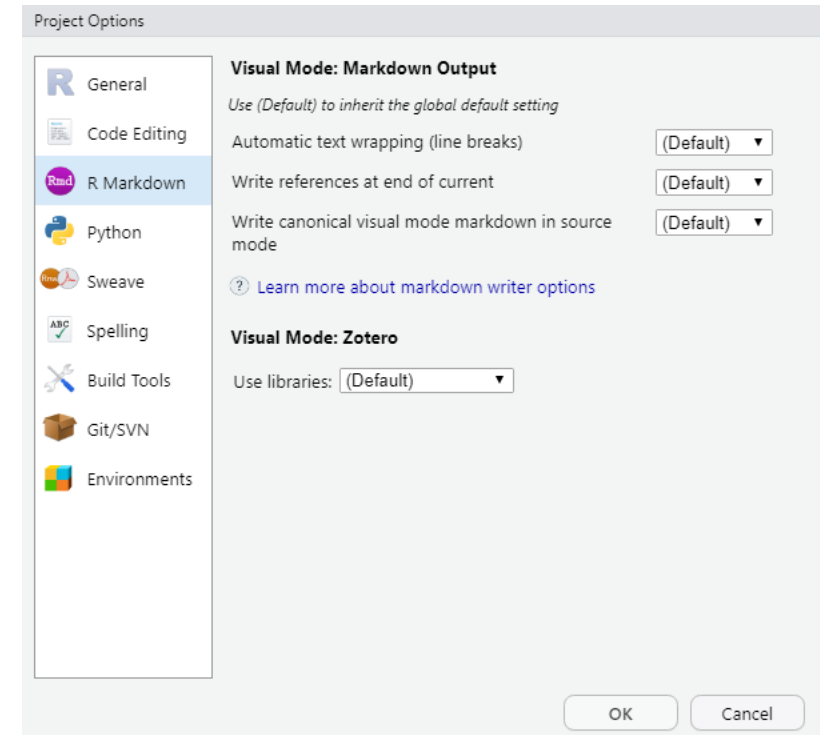 Project Options
General
Code Editing
R Markdown
Python
Sweave
Spelling
Build Tools
Git/SVN
Environments
Visual Mode: Markdown Output
Use (Default) to inherit the global default setting
Automatic text wrapping (line breaks) (Default)
Write references at end of current (Default)
Write canonical visual mode markdown in source (Default)
mode
? Learn more about markdown writer options
Visual Mode: Zotero
Use libraries: (Default)
OK Cancel
R
Rmd
ABC